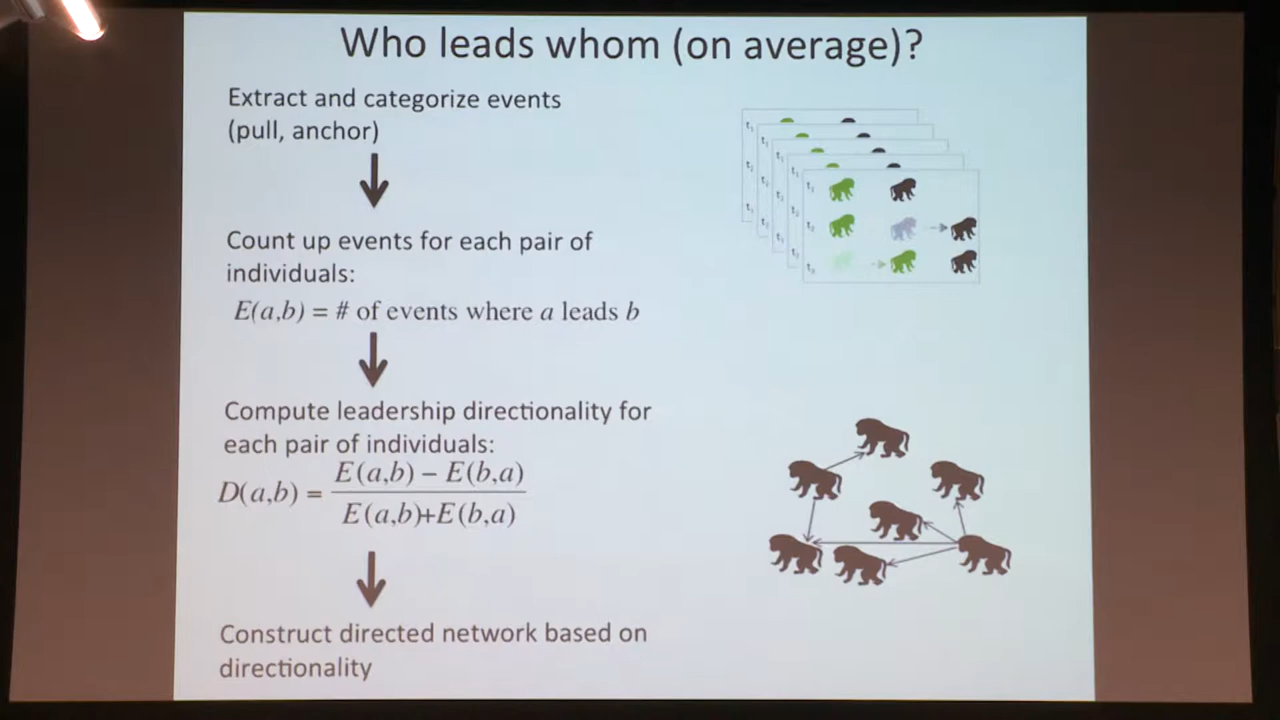 Who leads whom (on average)?
Extract and categorize events
(pull, anchor)
Count up events for each pair of
individuals:
E(a,b) = # of events where a leads b
Compute leadership directionality for
each pair of individuals:
D(a,b) = E(a,b) − E(b,a)
E(a,b)+E(b,a)
Construct directed network based on
directionality